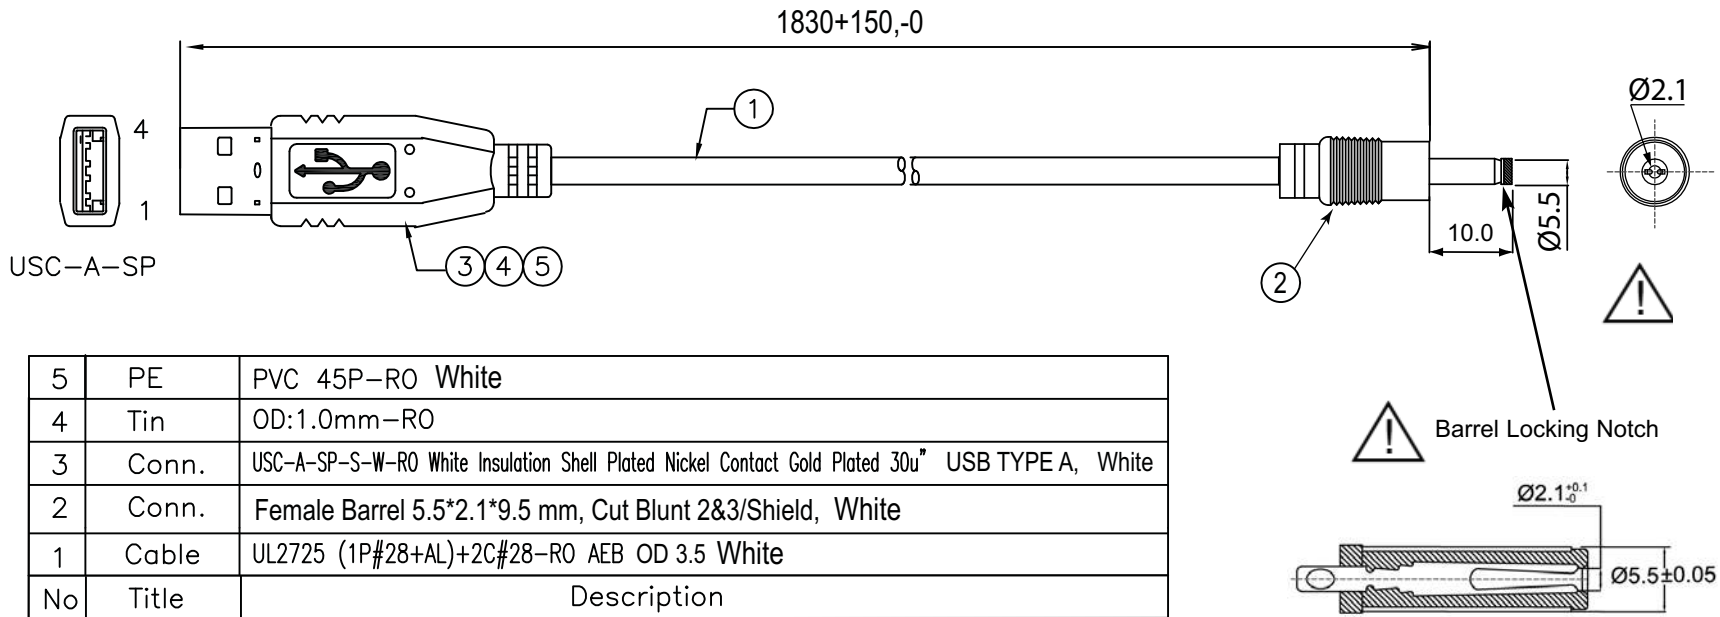 1830+150,-0
4
1
USC-A-SP
1
3 4 5
2
10.0
Ø5.5
Ø2.1
!
! Barrel Locking Notch
5 PE PVC 45P-RO White
4 Tin OD:1.0mm-RO
3 Conn. USC-A-SP-S-W-RO White Insulation Shell Plated Nickel Contact Gold Plated 30u" USB TYPE A, White
2 Conn. Female Barrel 5.5*2.1*9.5 mm, Cut Blunt 2&3/Shield, White
1 Cable UL2725 (1P#28+AL)+2C#28-RO AEB OD 3.5 White
No Title Description
Ø2.1+0.1 -0
Ø5.5±0.05